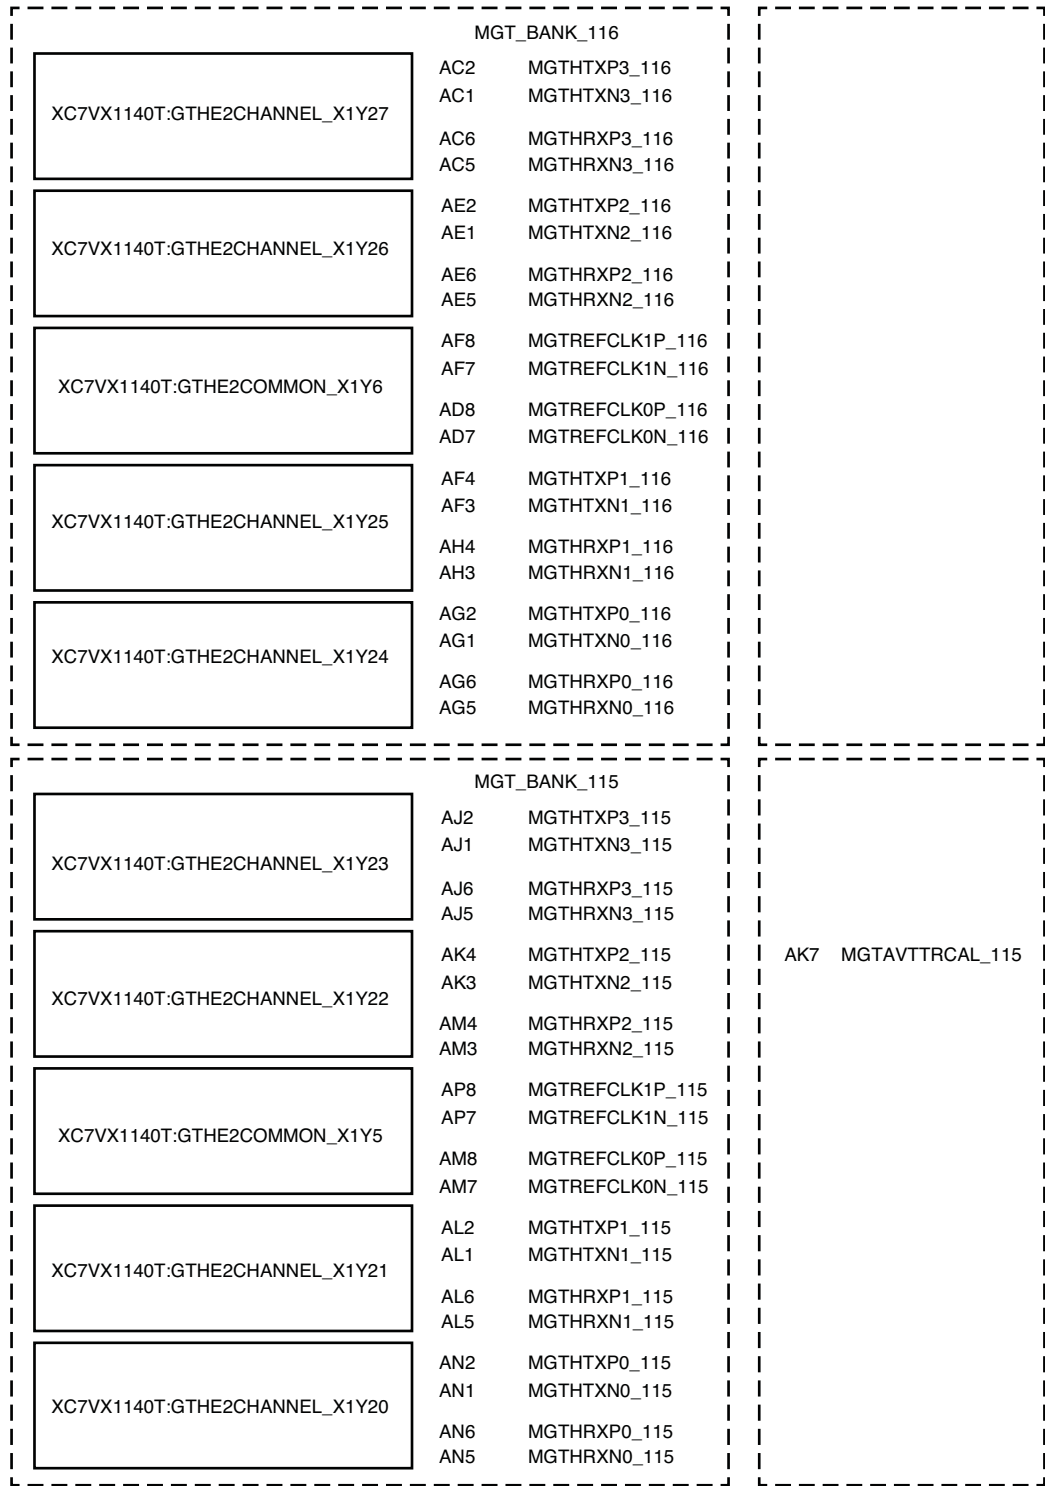 MGT_BANK_116
AC2 MGTHTXP3_116
AC1 MGTHTXN3_116
XC7VX1140T:GTHE2CHANNEL_X1Y27
AC6 MGTHRXP3_116
AC5 MGTHRXN3_116
AE2 MGTHTXP2_116
AE1 MGTHTXN2_116
XC7VX1140T:GTHE2CHANNEL_X1Y26
AE6 MGTHRXP2_116
AE5 MGTHRXN2_116
AF8 MGTREFCLK1P_116
AF7 MGTREFCLK1N_116
XC7VX1140T:GTHE2COMMON_X1Y6
AD8 MGTREFCLK0P_116
AD7 MGTREFCLK0N_116
AF4 MGTHTXP1_116
AF3 MGTHTXN1_116
XC7VX1140T:GTHE2CHANNEL_X1Y25
AH4 MGTHRXP1_116
AH3 MGTHRXN1_116
AG2 MGTHTXP0_116
AG1 MGTHTXN0_116
XC7VX1140T:GTHE2CHANNEL_X1Y24
AG6 MGTHRXP0_116
AG5 MGTHRXN0_116
MGT_BANK_115
AJ2 MGTHTXP3_115
AJ1 MGTHTXN3_115
XC7VX1140T:GTHE2CHANNEL_X1Y23
AJ6 MGTHRXP3_115
AJ5 MGTHRXN3_115
AK4 MGTHTXP2_115
AK7 MGTAVTTRCAL_115
AK3 MGTHTXN2_115
XC7VX1140T:GTHE2CHANNEL_X1Y22
AM4 MGTHRXP2_115
AM3 MGTHRXN2_115
AP8 MGTREFCLK1P_115
AP7 MGTREFCLK1N_115
XC7VX1140T:GTHE2COMMON_X1Y5
AM8 MGTREFCLK0P_115
AM7 MGTREFCLK0N_115
AL2 MGTHTXP1_115
AL1 MGTHTXN1_115
XC7VX1140T:GTHE2CHANNEL_X1Y21
AL6 MGTHRXP1_115
AL5 MGTHRXN1_115
AN2 MGTHTXP0_115
AN1 MGTHTXN0_115
XC7VX1140T:GTHE2CHANNEL_X1Y20
AN6 MGTHRXP0_115
AN5 MGTHRXN0_115